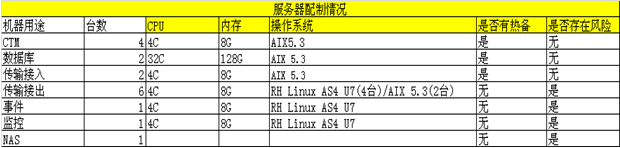 服务器配制情况
机器用途 台数 CPU 内存 操作系统 是否有热备 是否存在风险
CTM 4 4C 8G AIX5.3 是 无
数据库 2 32C 128G AIX 5.3 是 无
传输接入 2 4C 8G AIX 5.3 是 无
传输接出 6 4C 8G RH Linux AS4 U7(4台)/AIX 5.3(2台) 无 是
事件 1 4C 8G RH Linux AS4 U7 无 是
监控 1 4C 8G RH Linux AS4 U7 无 是
NAS 1 无 是